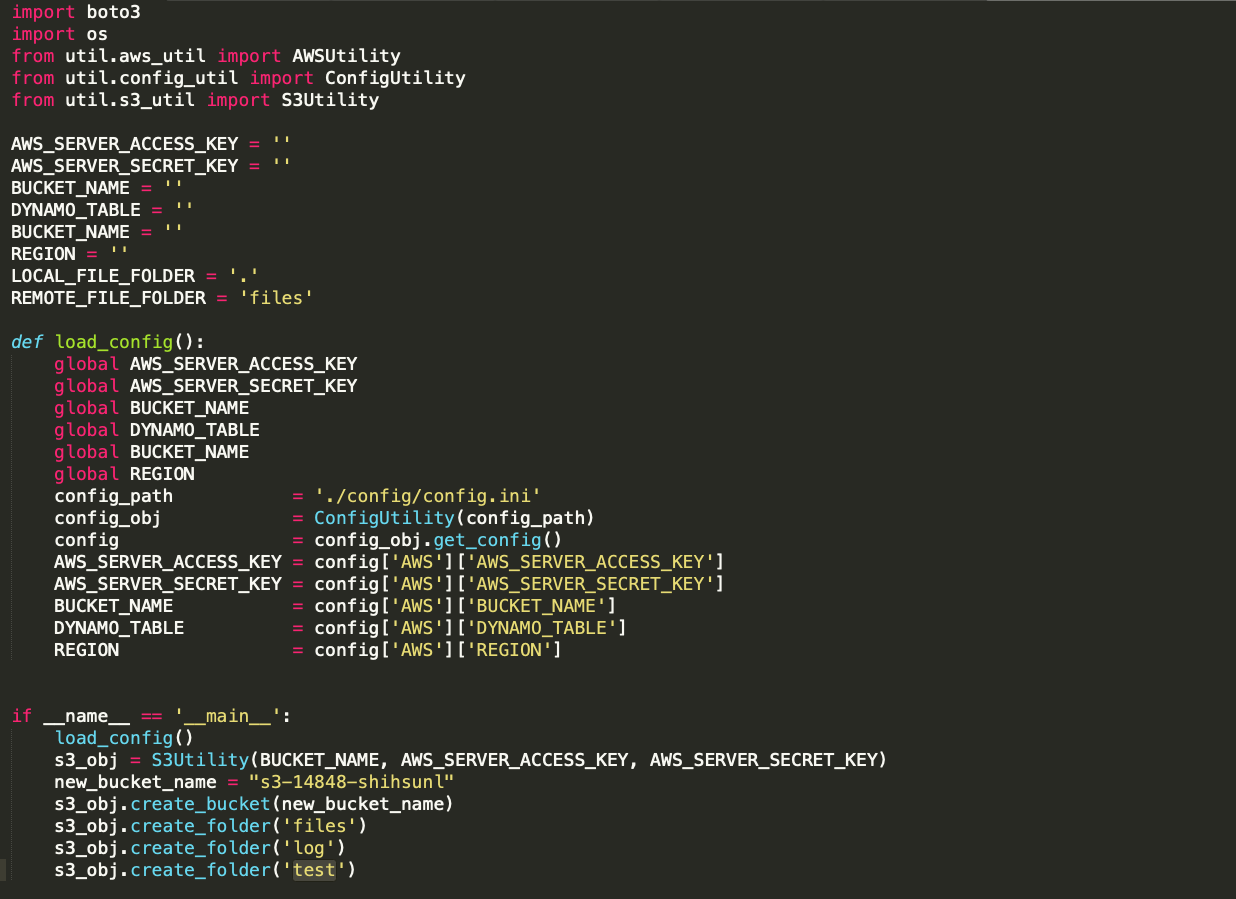 import boto3
import os
from util.aws_util import AWSUtility
from util.config_util import ConfigUtility
from util.s3_util import S3Utility

AWS_SERVER_ACCESS_KEY = ''
AWS_SERVER_SECRET_KEY = ''
BUCKET_NAME = ''
DYNAMO_TABLE = ''
BUCKET_NAME = ''
REGION = ''
LOCAL_FILE_FOLDER = '.'
REMOTE_FILE_FOLDER = 'files'

def load_config():
    global AWS_SERVER_ACCESS_KEY
    global AWS_SERVER_SECRET_KEY
    global BUCKET_NAME
    global DYNAMO_TABLE
    global BUCKET_NAME
    global REGION
    config_path           = './config/config.ini'
    config_obj            = ConfigUtility(config_path)
    config                = config_obj.get_config()
    AWS_SERVER_ACCESS_KEY = config['AWS']['AWS_SERVER_ACCESS_KEY']
    AWS_SERVER_SECRET_KEY = config['AWS']['AWS_SERVER_SECRET_KEY']
    BUCKET_NAME           = config['AWS']['BUCKET_NAME']
    DYNAMO_TABLE          = config['AWS']['DYNAMO_TABLE']
    REGION                = config['AWS']['REGION']


if __name__ == '__main__':
    load_config()
    s3_obj = S3Utility(BUCKET_NAME, AWS_SERVER_ACCESS_KEY, AWS_SERVER_SECRET_KEY)
    new_bucket_name = "s3-14848-shihsunl"
    s3_obj.create_bucket(new_bucket_name)
    s3_obj.create_folder('files')
    s3_obj.create_folder('log')
    s3_obj.create_folder('test')